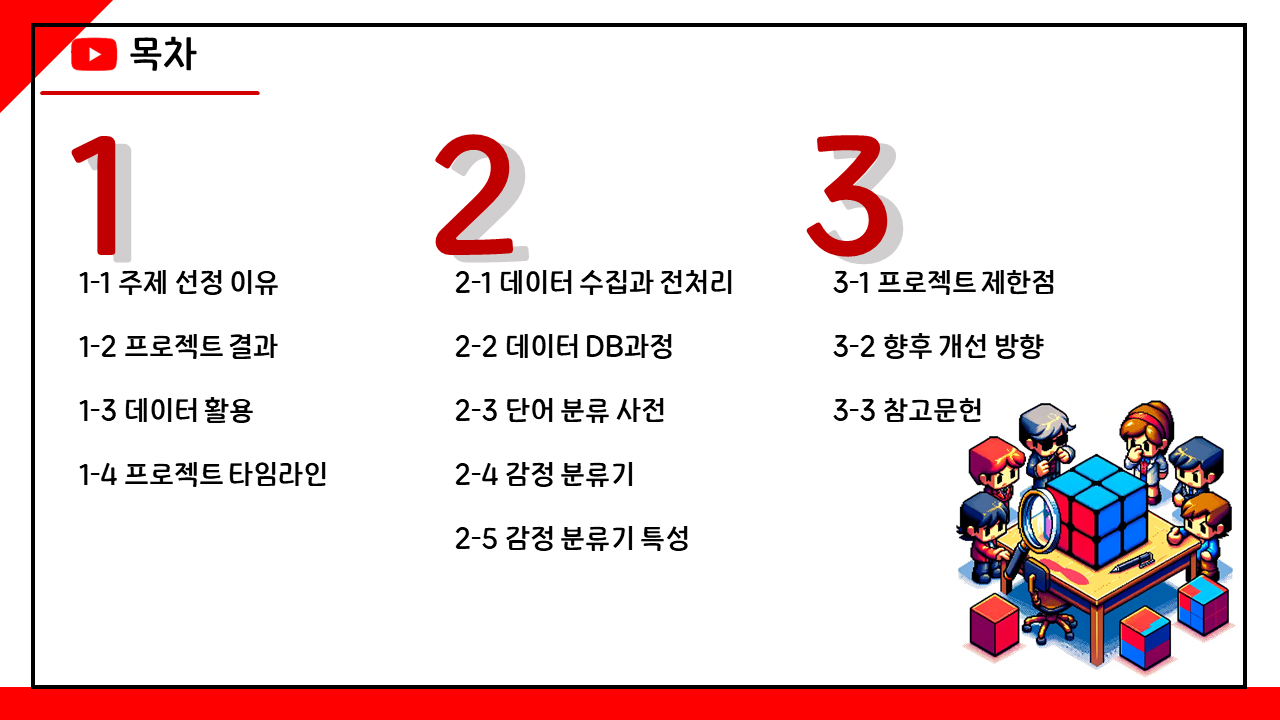 목차
1
1-1 주제 선정 이유
1-2 프로젝트 결과
1-3 데이터 활용
1-4 프로젝트 타임라인
2
2-1 데이터 수집과 전처리
2-2 데이터 DB과정
2-3 단어 분류 사전
2-4 감정 분류기
2-5 감정 분류기 특성
3
3-1 프로젝트 제한점
3-2 향후 개선 방향
3-3 참고문헌